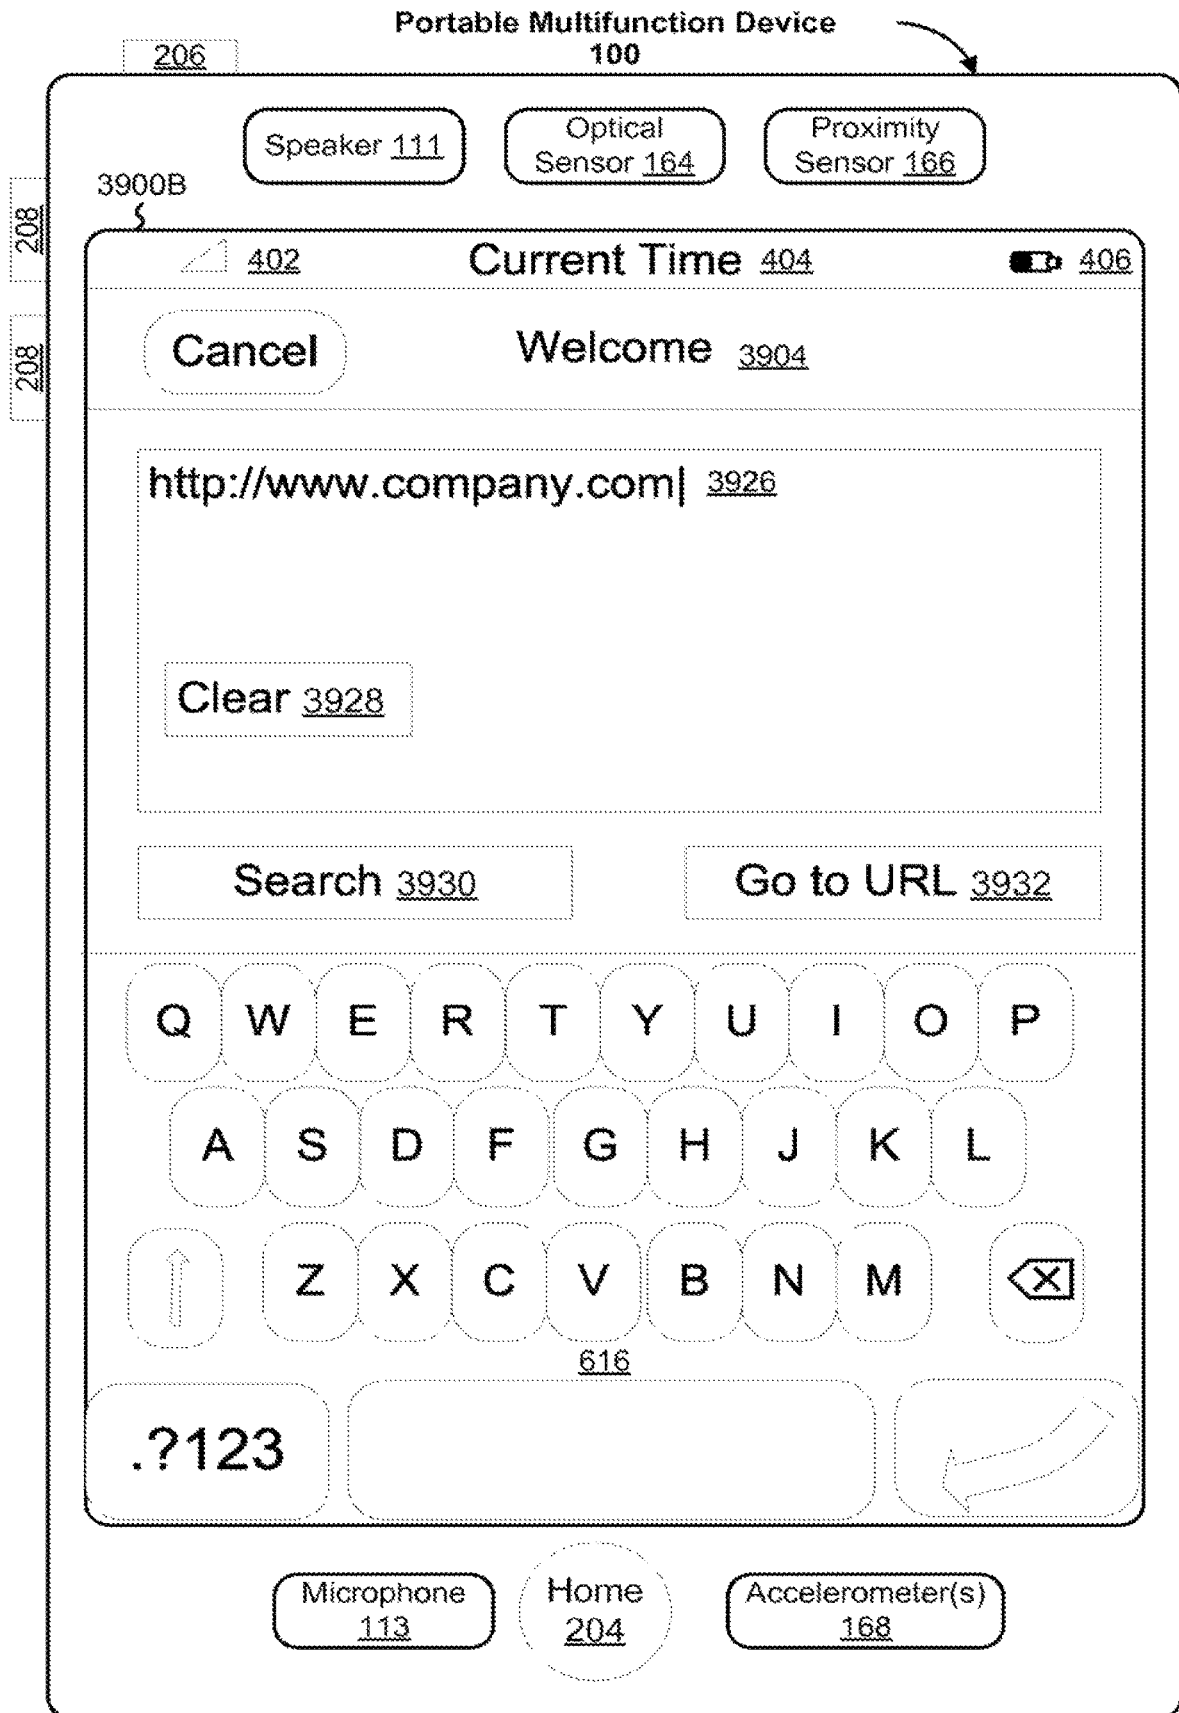 Portable Multifunction Device
100
206
Speaker 111
Optical
Sensor 164
Proximity
Sensor 166
3900B
208
402
Current Time 404
406
Cancel
Welcome 3904
208
http://www.company.com| 3926
Clear 3928
Search 3930
Go to URL 3932
Q W E R T Y U I O P
A S D F G H J K L
Z X C V B N M
616
.?123
Microphone
113
Home
204
Accelerometer(s)
168